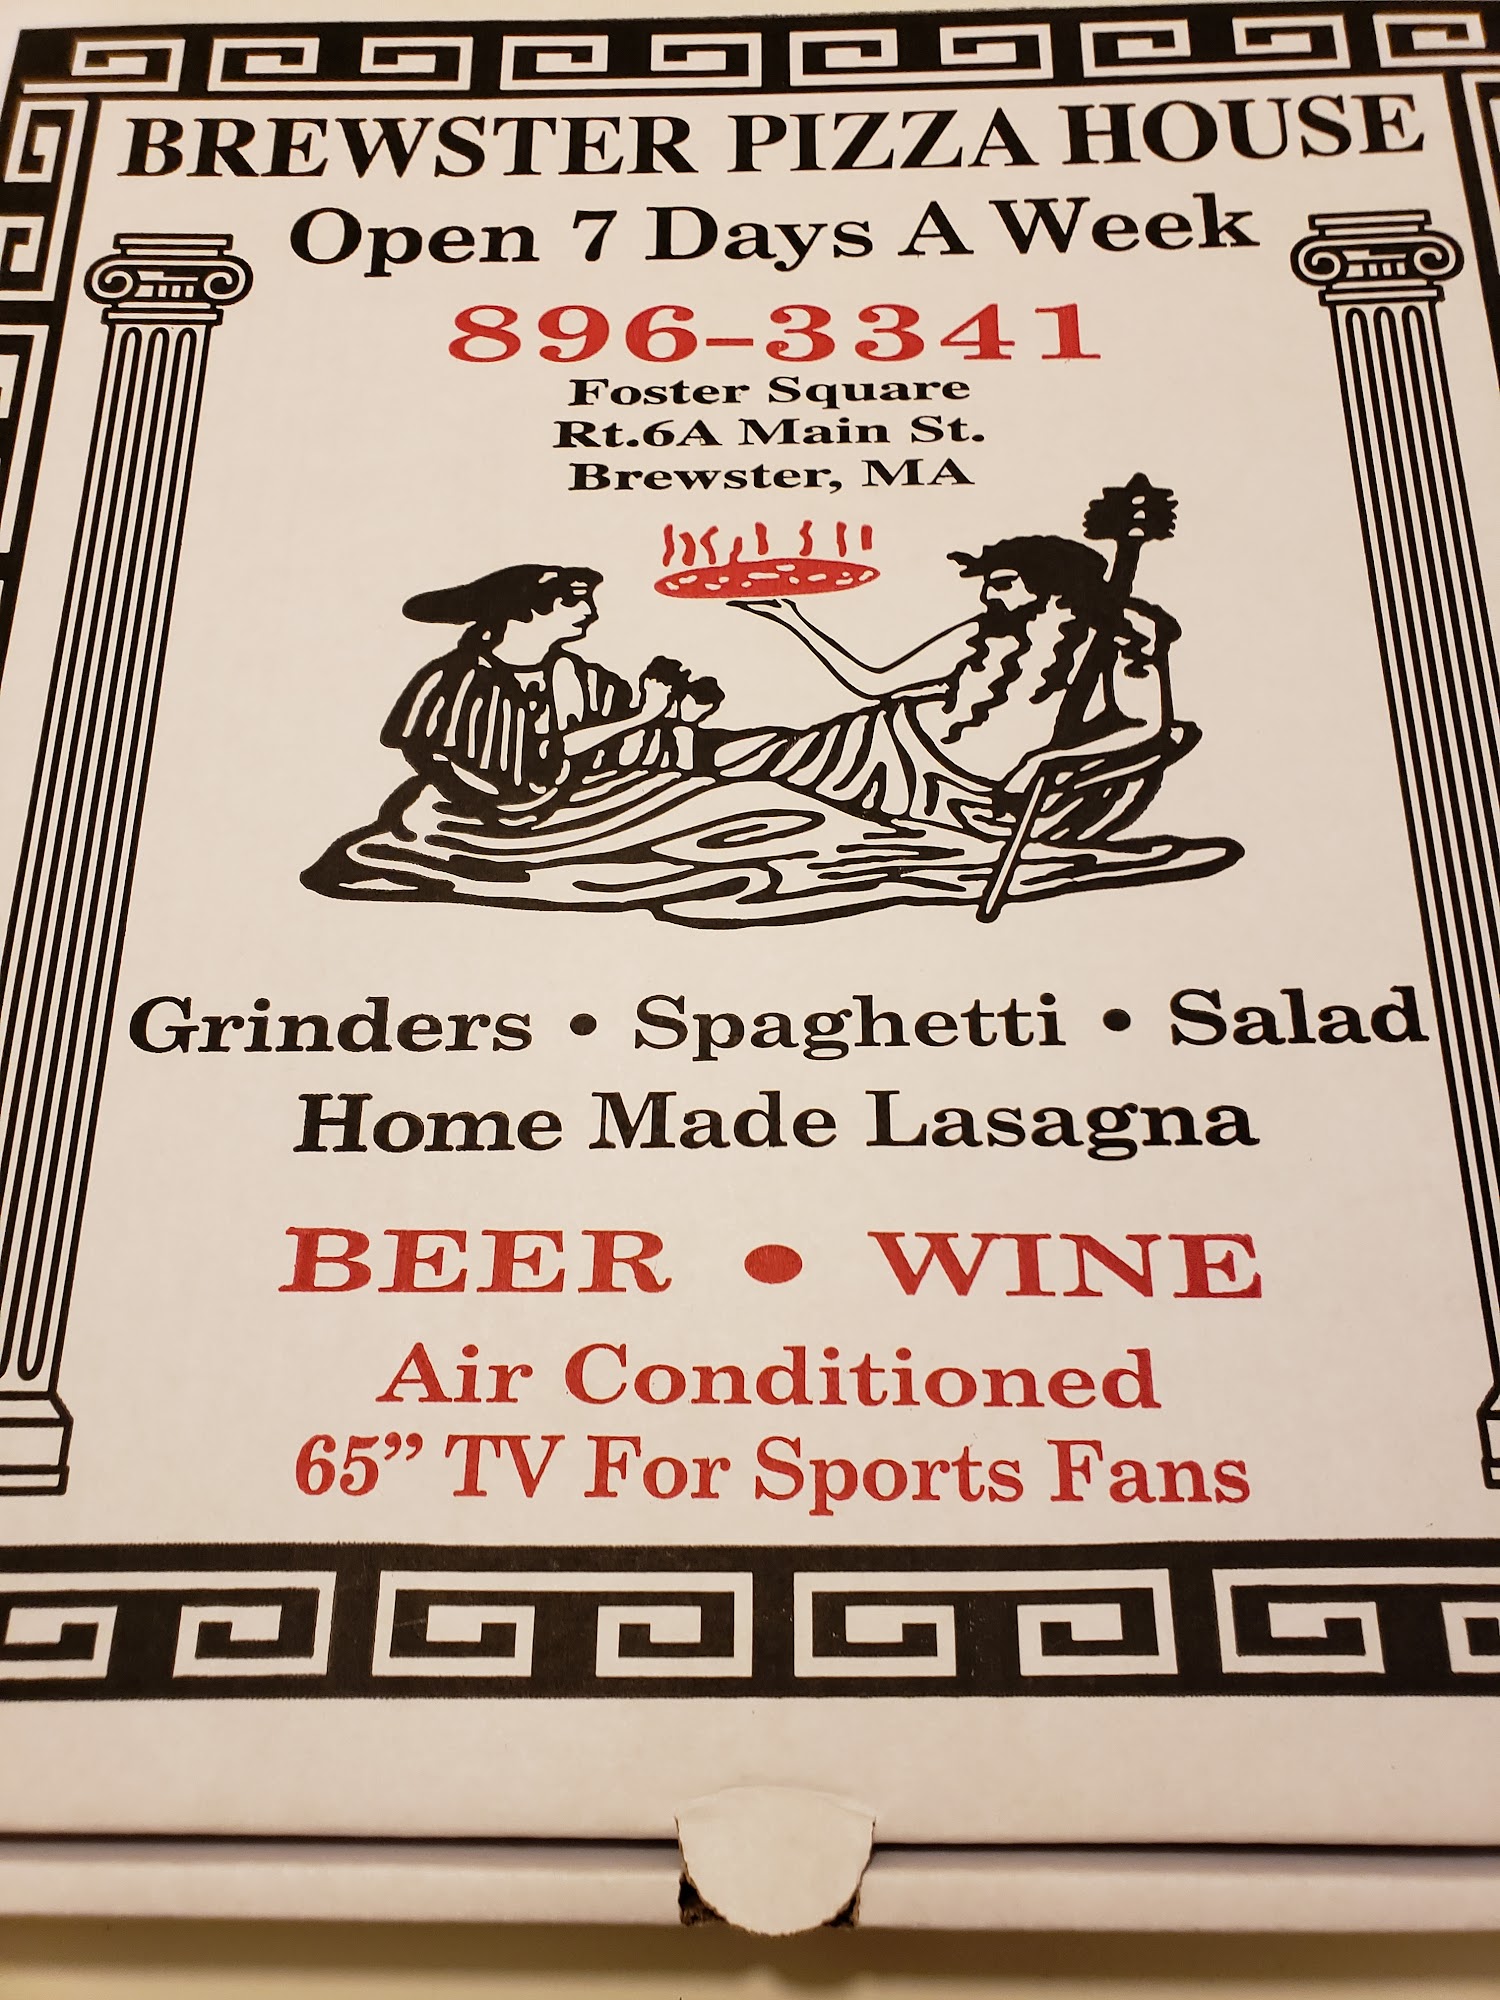 BREWSTER PIZZA HOUSE
Open 7 Days A Week
896-3341
Foster Square
Rt.6A Main St.
Brewster, MA
Grinders • Spaghetti • Salad
Home Made Lasagna
BEER • WINE
Air Conditioned
65” TV For Sports Fans